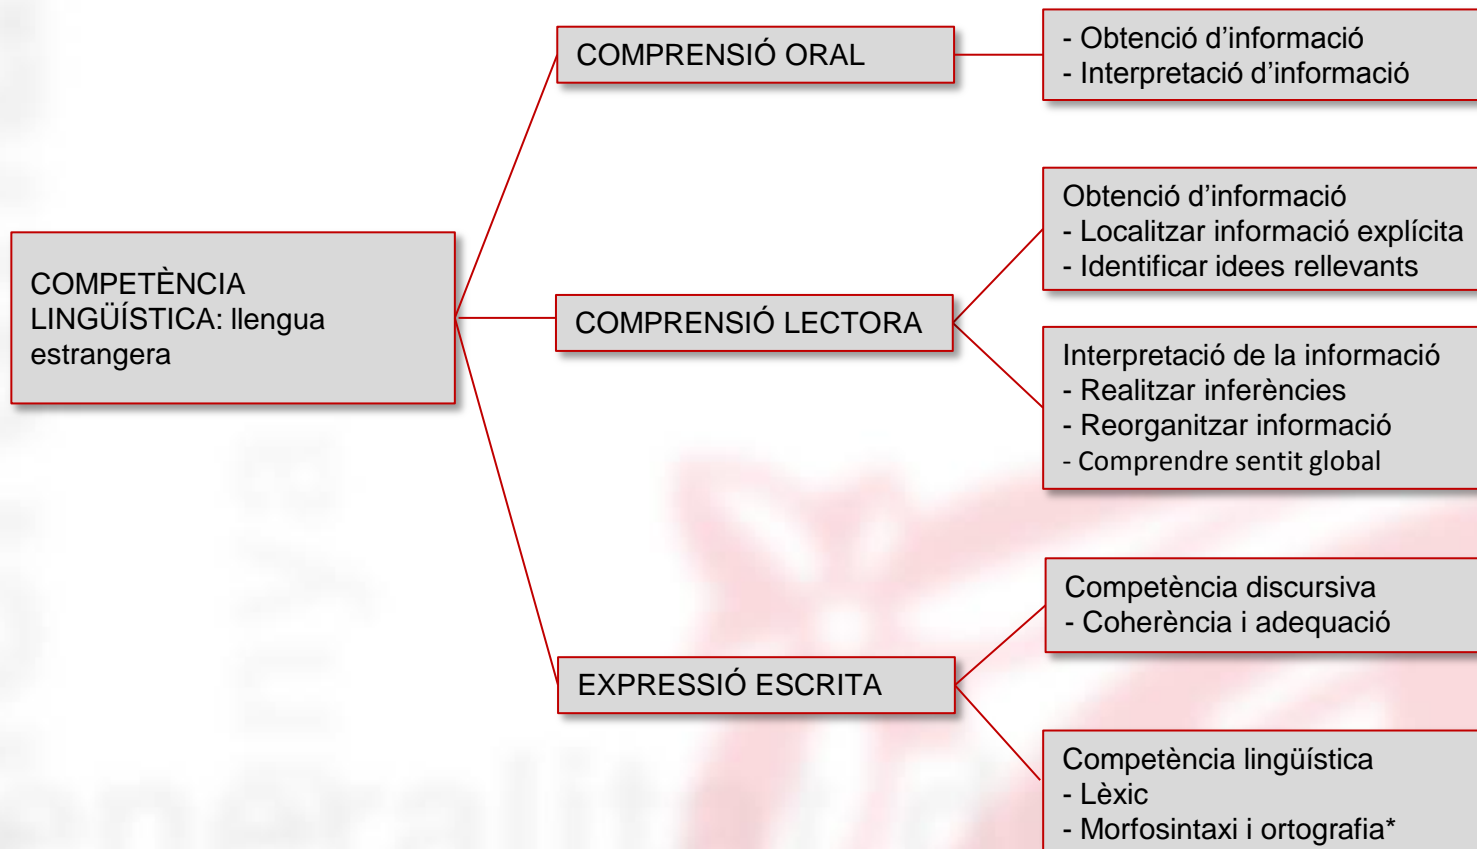 COMPRENSIÓ ORAL
- Obtenció d’informació
- Interpretació d’informació
COMPETÈNCIA
LINGÜÍSTICA: llengua
estrangera
COMPRENSIÓ LECTORA
Obtenció d’informació
- Localitzar informació explícita
- Identificar idees rellevants
Interpretació de la informació
- Realitzar inferències
- Reorganitzar informació
- Comprendre sentit global
EXPRESSIÓ ESCRITA
Competència discursiva
- Coherència i adequació
Competència lingüística
- Lèxic
- Morfosintaxi i ortografia*